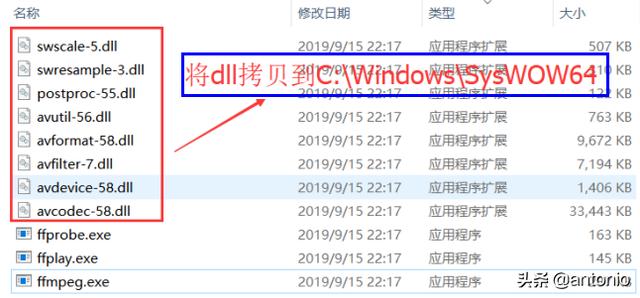 名称 修改日期 类型 大小
swscale-5.dll 2019/9/15 22:17 应用程序扩展 507 KB
swresample-3.dll 2019/9/15 22:17 应用程序扩展 KB
将dll拷贝到C:\Windows\SysWOW64
postproc-55.dll 2019/9/15 22:17 应用程序扩展 122 KB
avutil-56.dll 2019/9/15 22:17 应用程序扩展 763 KB
avformat-58.dll 2019/9/15 22:17 应用程序扩展 9,672 KB
avfilter-7.dll 2019/9/15 22:17 应用程序扩展 7,194 KB
avdevice-58.dll 2019/9/15 22:17 应用程序扩展 1,406 KB
avcodec-58.dll 2019/9/15 22:17 应用程序扩展 33,443 KB
ffprobe.exe 2019/9/15 22:17 应用程序 163 KB
ffplay.exe 2019/9/15 22:17 应用程序 145 KB
ffmpeg.exe 2019/9/15 22:17 应用程序 KB
头条 @antonio